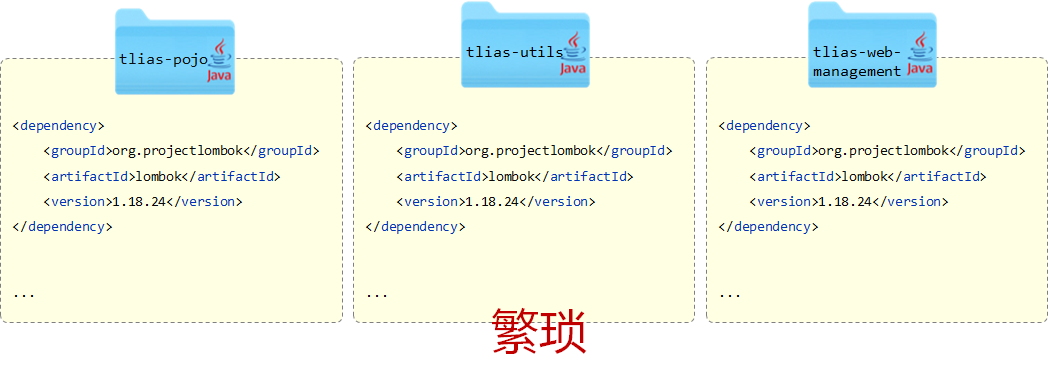 tlias-pojo
Java
<dependency>
<groupId>org.projectlombok</groupId>
<artifactId>lombok</artifactId>
<version>1.18.24</version>
</dependency>
...
tlias-utils
Java
<dependency>
<groupId>org.projectlombok</groupId>
<artifactId>lombok</artifactId>
<version>1.18.24</version>
</dependency>
...
tlias-web-
management
Java
<dependency>
<groupId>org.projectlombok</groupId>
<artifactId>lombok</artifactId>
<version>1.18.24</version>
</dependency>
...
繁琐